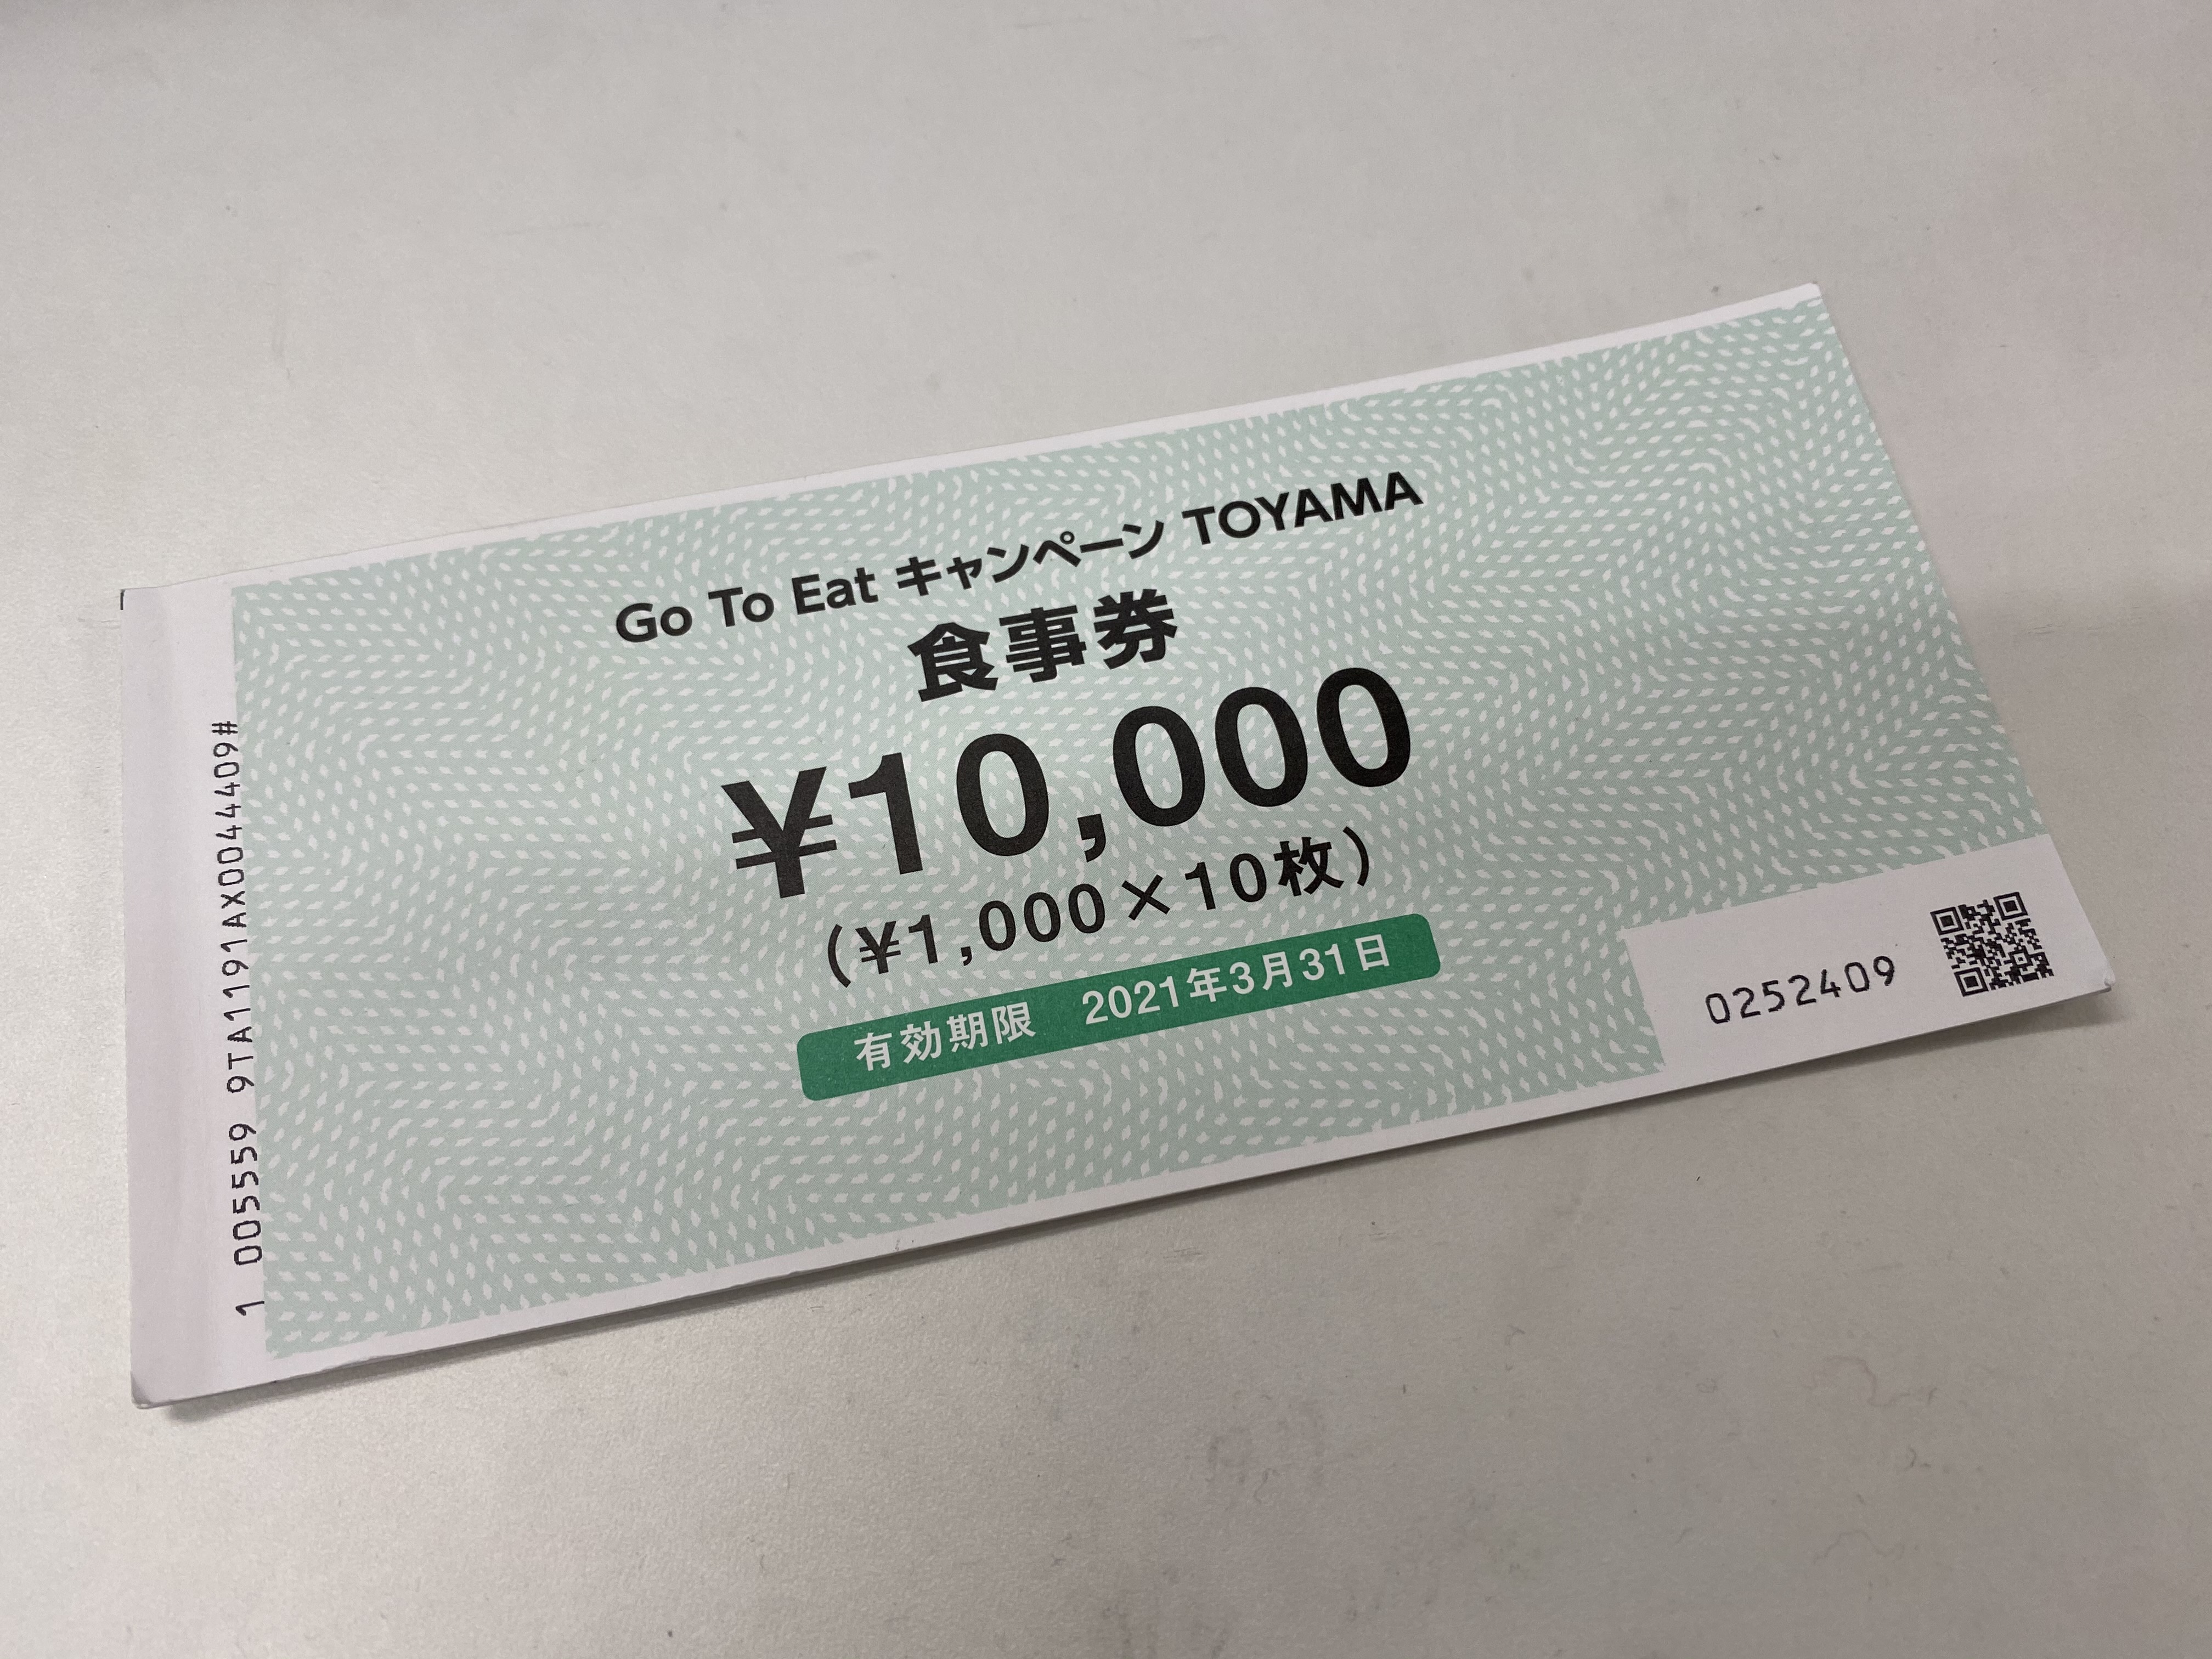 Go To Eat キャンペーン TOYAMA
食事券
¥10,000
(¥1,000×10枚)
有効期限 2021年3月31日
0252409
1 005559 9TA1191AX0044409#